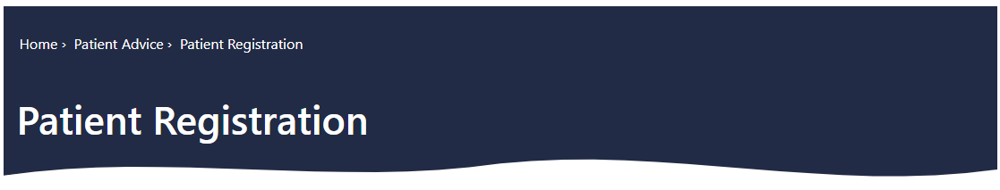 Home › Patient Advice › Patient Registration
Patient Registration